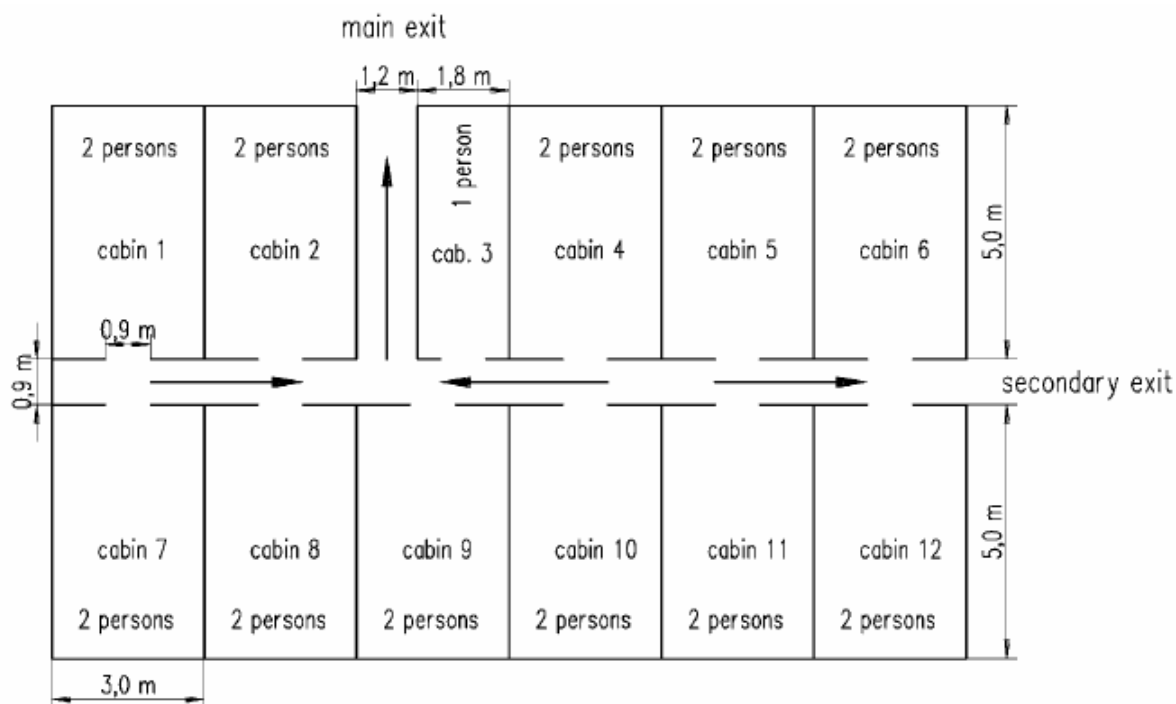 main exit
1,2 m 1,8 m
2 persons 2 persons 1 person 2 persons 2 persons 2 persons
cabin 1 cabin 2 cab. 3 cabin 4 cabin 5 cabin 6
5,0 m
0,9 m
0,9 m
secondary exit
cabin 7 cabin 8 cabin 9 cabin 10 cabin 11 cabin 12
5,0 m
2 persons 2 persons 2 persons 2 persons 2 persons 2 persons
3,0 m